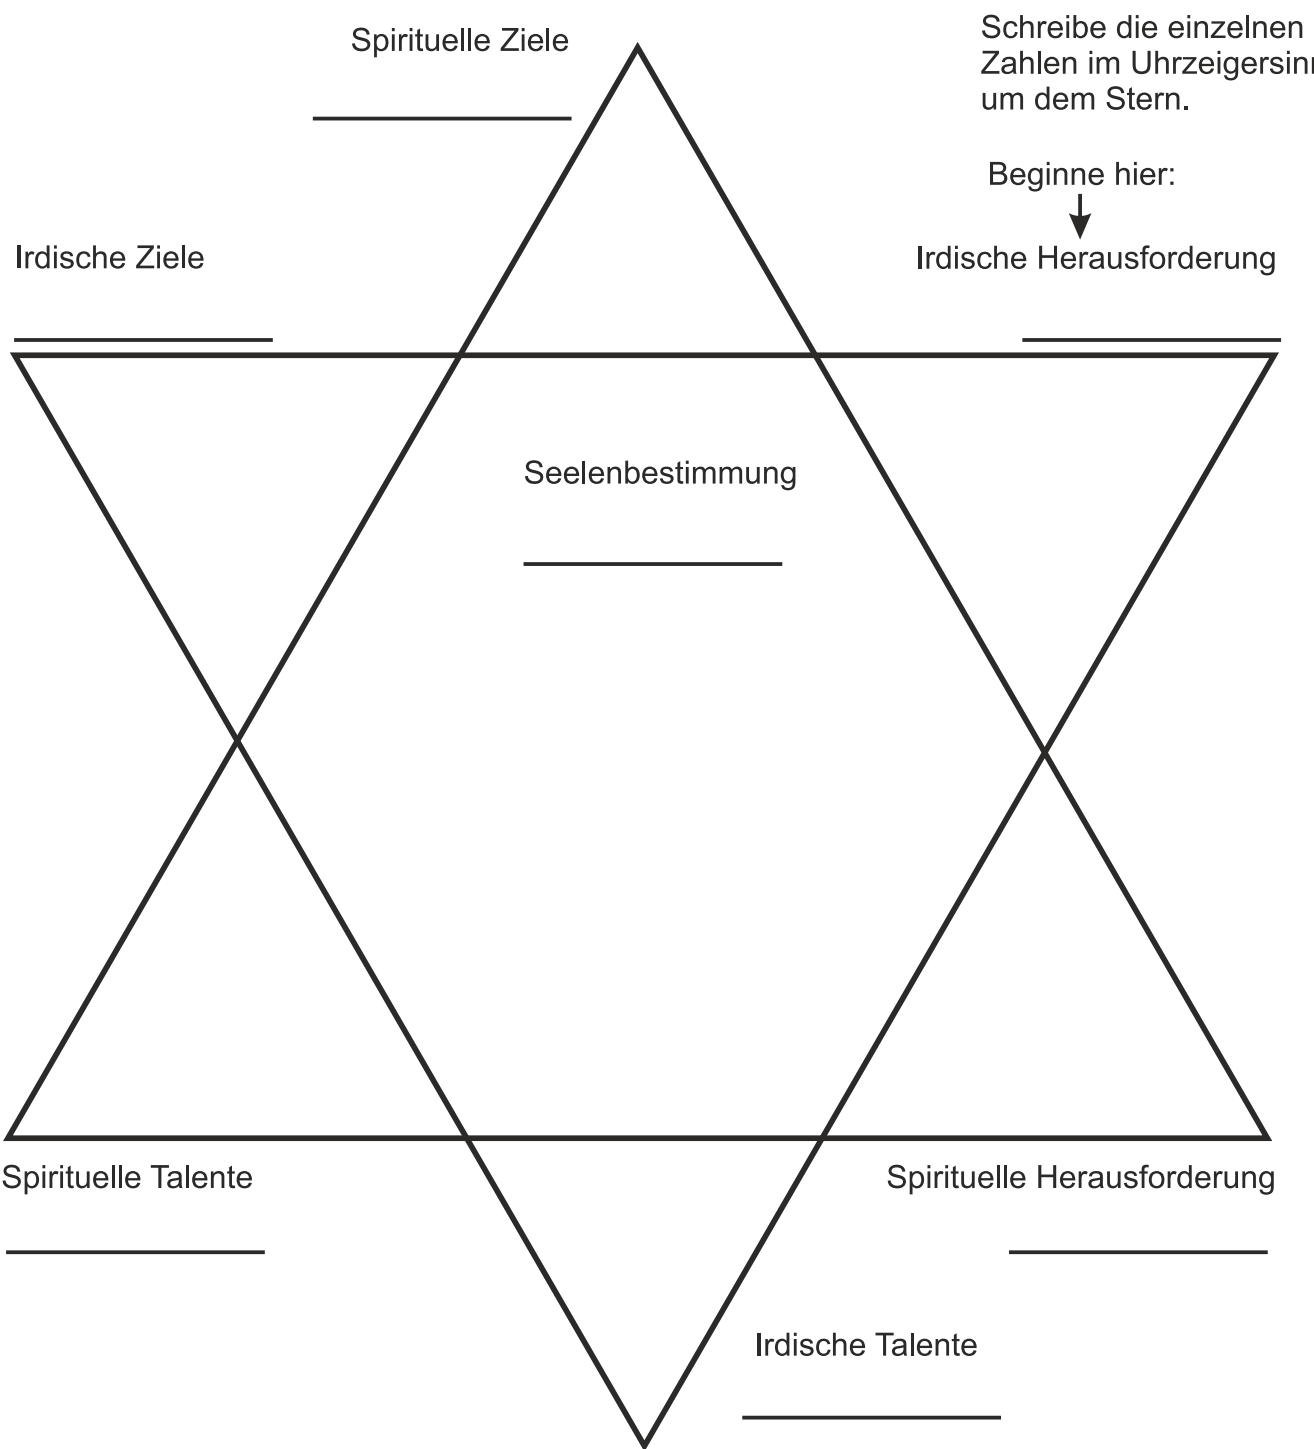 Spirituelle Ziele
Schreibe die einzelnen
Zahlen im Uhrzeigersinn
um dem Stern.
Beginne hier:
Irdische Ziele
Irdische Herausforderung
Seelenbestimmung
Spirituelle Talente
Spirituelle Herausforderung
Irdische Talente